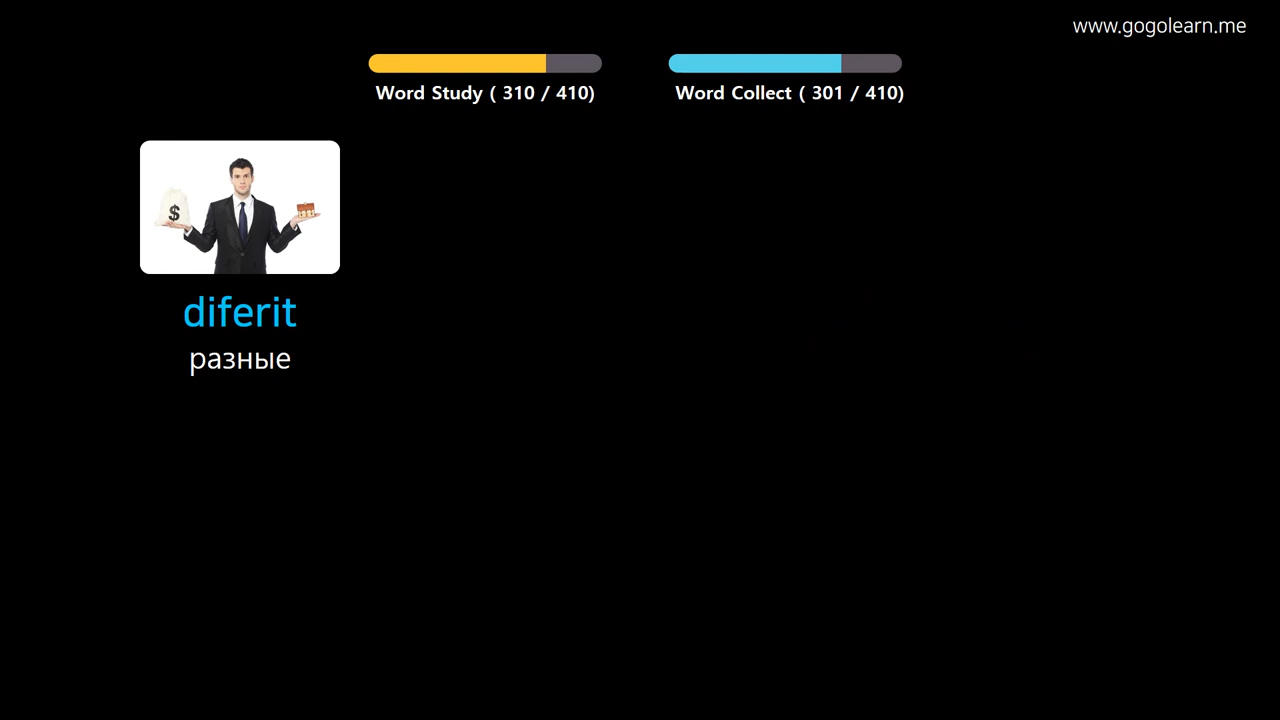 www.gogolearn.me
Word Study ( 310 / 410)
Word Collect ( 301 / 410)
$
diferit
разные